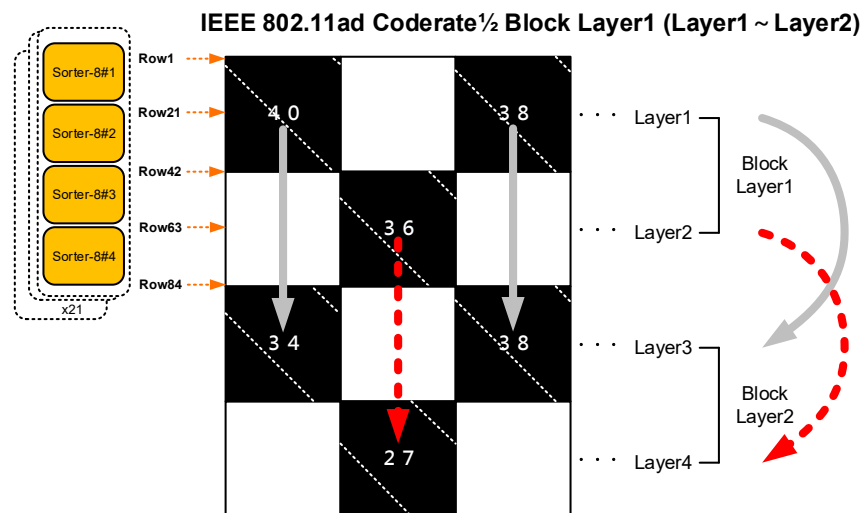 IEEE 802.11ad Coderate½ Block Layer1 (Layer1 ~ Layer2)
Sorter-8#1
Sorter-8#2
Sorter-8#3
Sorter-8#4
x21
Row1
Row21
Row42
Row63
Row84
40
38
36
34
38
27
· · · Layer1
· · · Layer2
· · · Layer3
· · · Layer4
Block
Layer1
Block
Layer2